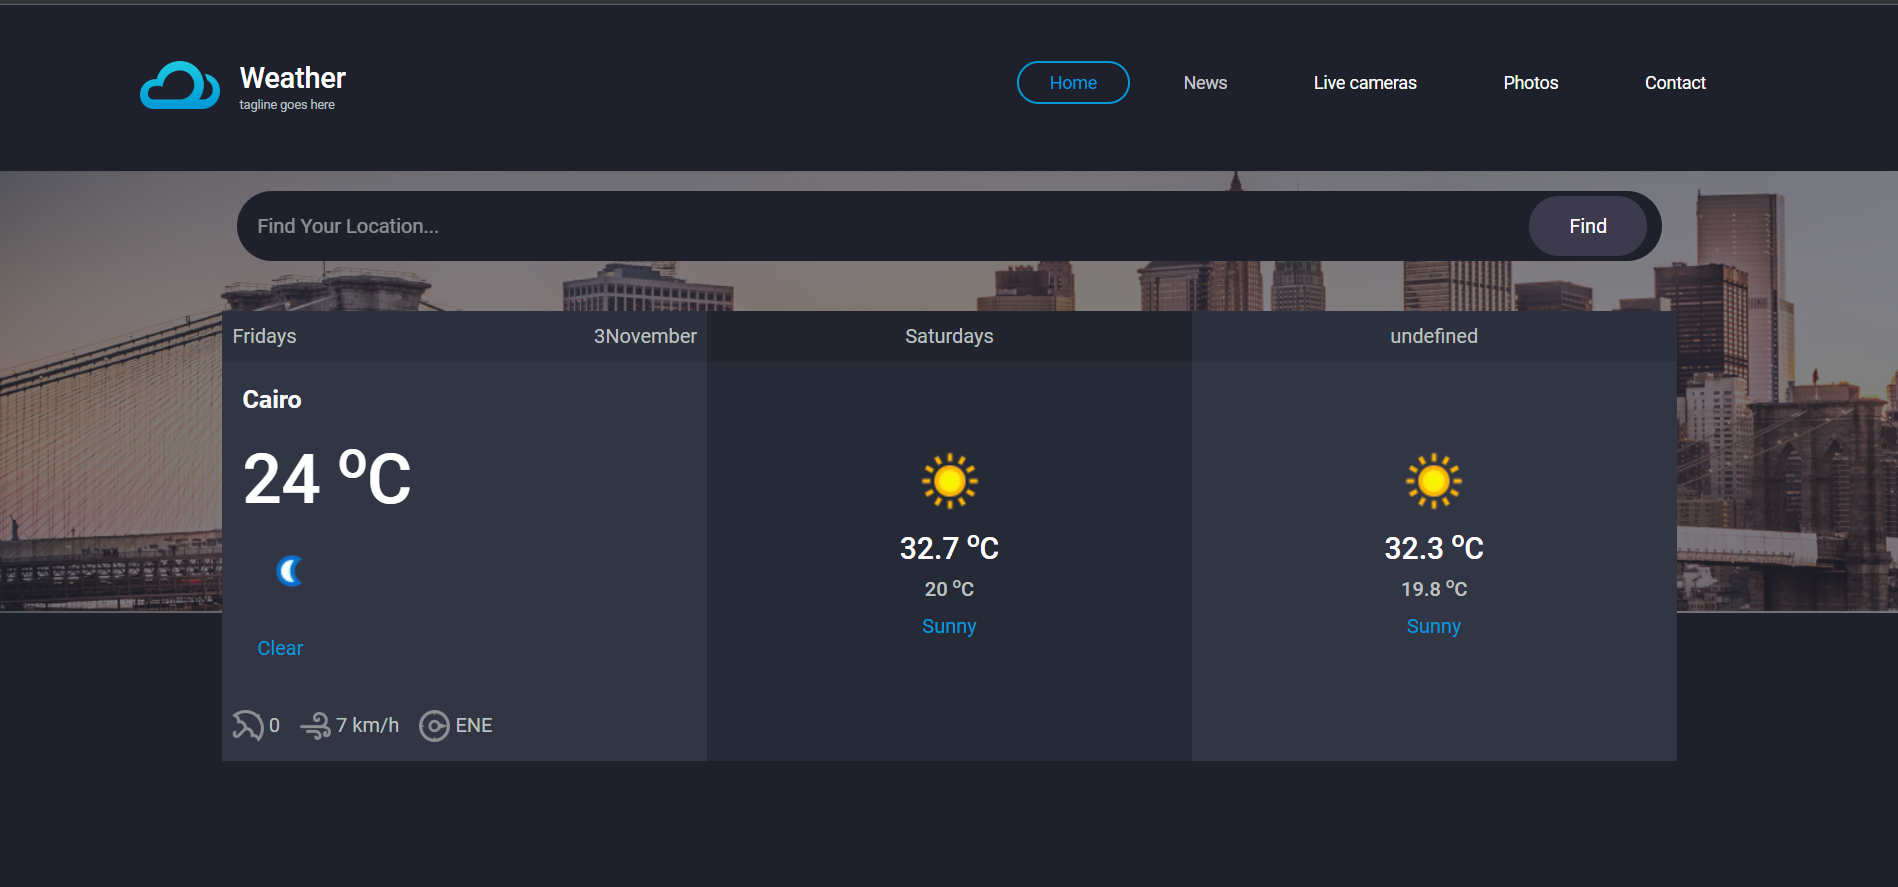 Weather
tagline goes here
Home News Live cameras Photos Contact
Find Your Location... Find
Fridays 3November
Cairo
24 °C
Clear
0 7 km/h ENE
Saturdays
32.7 °C
20 °C
Sunny
undefined
32.3 °C
19.8 °C
Sunny